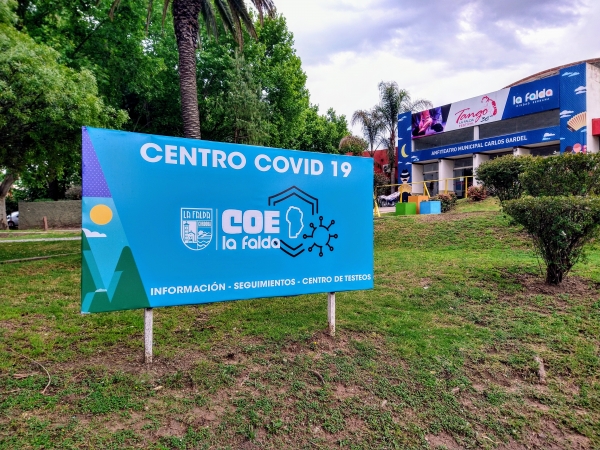 CENTRO COVID 19
LA FALDA
COE
la falda
INFORMACIÓN - SEGUIMIENTOS - CENTRO DE TESTEOS
Tango
la falda
ANFITEATRO MUNICIPAL CARLOS GARDEL